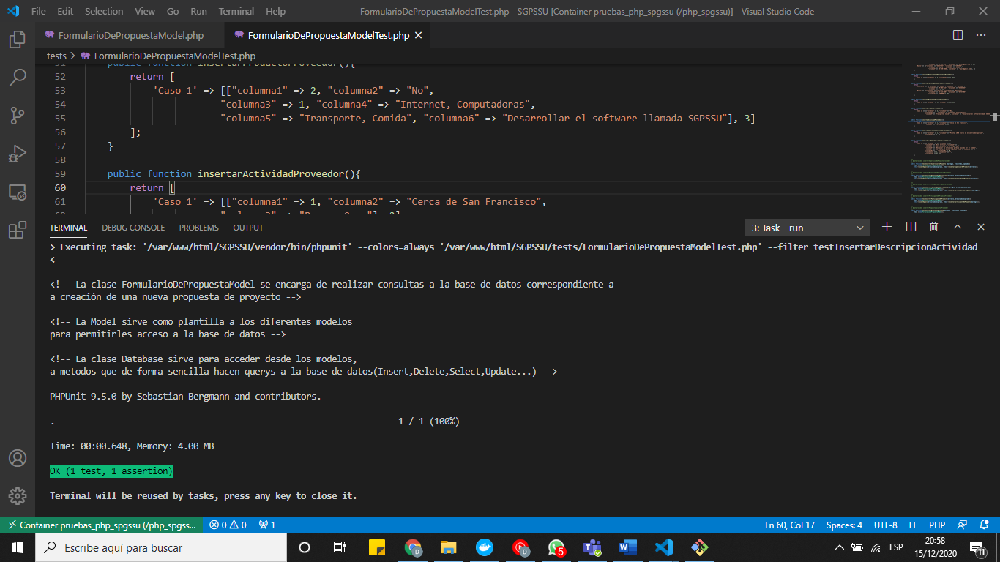 File Edit Selection View Go Run Terminal Help FormularioDePropuestaModelTest.php - SGPSSU [Container pruebas_php_spgssu (/php_spgssu)] - Visual Studio Code
FormularioDePropuestaModel.php FormularioDePropuestaModelTest.php
tests > FormularioDePropuestaModelTest.php
51 public function insertarProductoProveedor(){
52 return [
53 'Caso 1' => [["columna1" => 2, "columna2" => "No",
54 "columna3" => 1, "columna4" => "Internet, Computadoras",
55 "columna5" => "Transporte, Comida", "columna6" => "Desarrollar el software llamada SGPSSU"], 3]
56 ];
57 }
58
59 public function insertarActividadProveedor(){
60 return [
61 'Caso 1' => [["columna1" => 1, "columna2" => "Cerca de San Francisco",
TERMINAL DEBUG CONSOLE PROBLEMS OUTPUT 3: Task - run
> Executing task: '/var/www/html/SGPSSU/vendor/bin/phpunit' --colors=always '/var/www/html/SGPSSU/tests/FormularioDePropuestaModelTest.php' --filter testInsertarDescripcionActividad
<
<!-- La clase FormularioDePropuestaModel se encarga de realizar consultas a la base de datos correspondiente a
a creación de una nueva propuesta de proyecto -->
<!-- La Model sirve como plantilla a los diferentes modelos
para permitirles acceso a la base de datos -->
<!-- La clase Database sirve para acceder desde los modelos,
a metodos que de forma sencilla hacen querys a la base de datos(Insert,Delete,Select,Update...) -->
PHPUnit 9.5.0 by Sebastian Bergmann and contributors.
. 1 / 1 (100%)
Time: 00:00.648, Memory: 4.00 MB
OK (1 test, 1 assertion)
Terminal will be reused by tasks, press any key to close it.
Container pruebas_php_spgssu (/php_spgss... 0 0 1 Ln 60, Col 17 Spaces: 4 UTF-8 LF PHP
Escribe aquí para buscar 5 ESP 20:58
15/12/2020 11